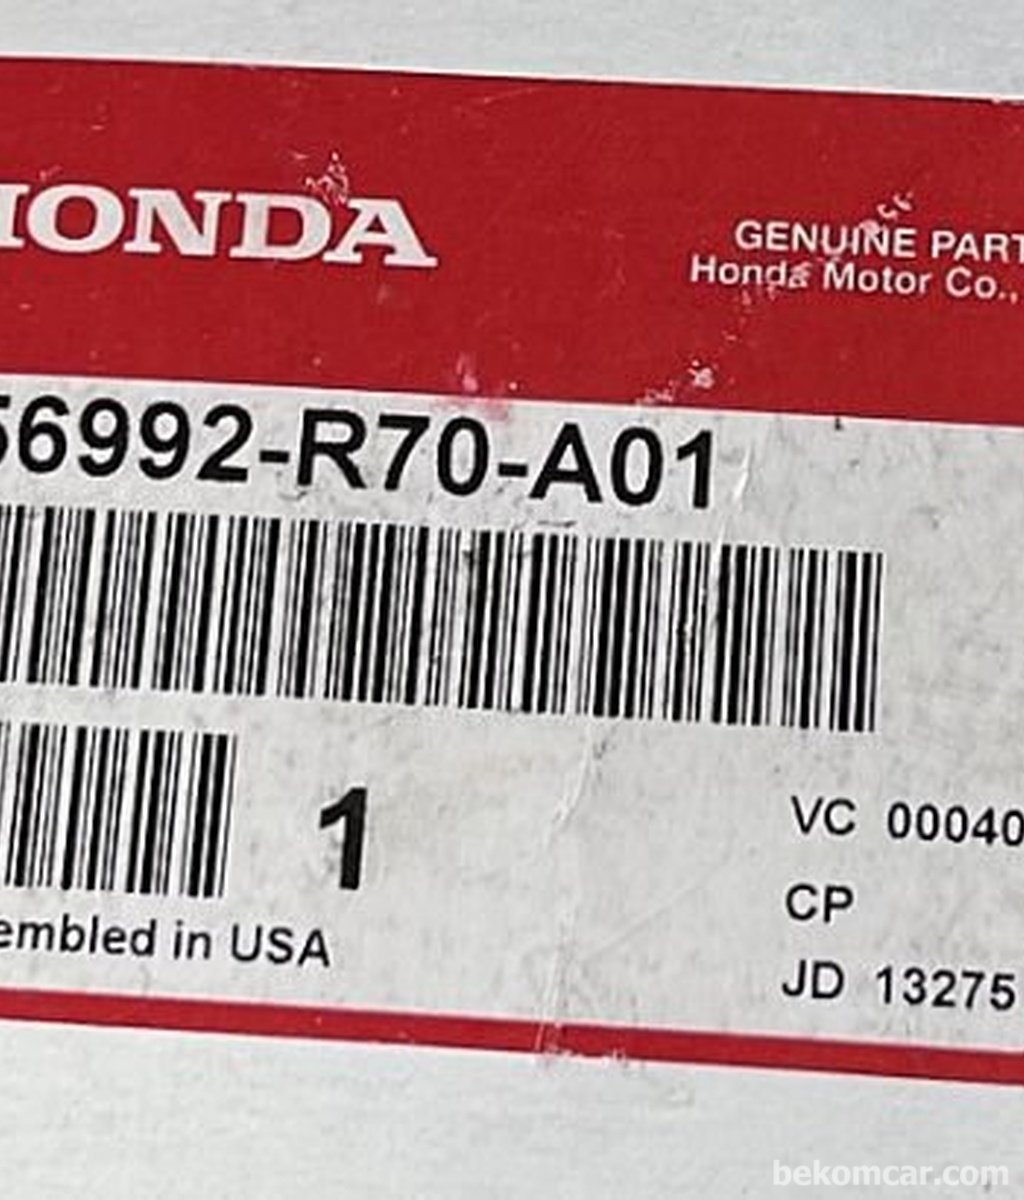 HONDA
GENUINE PART
Honda Motor Co.,
56992-R70-A01
1
embled in USA
VC 00040
CP
JD 13275
bekomcar.com